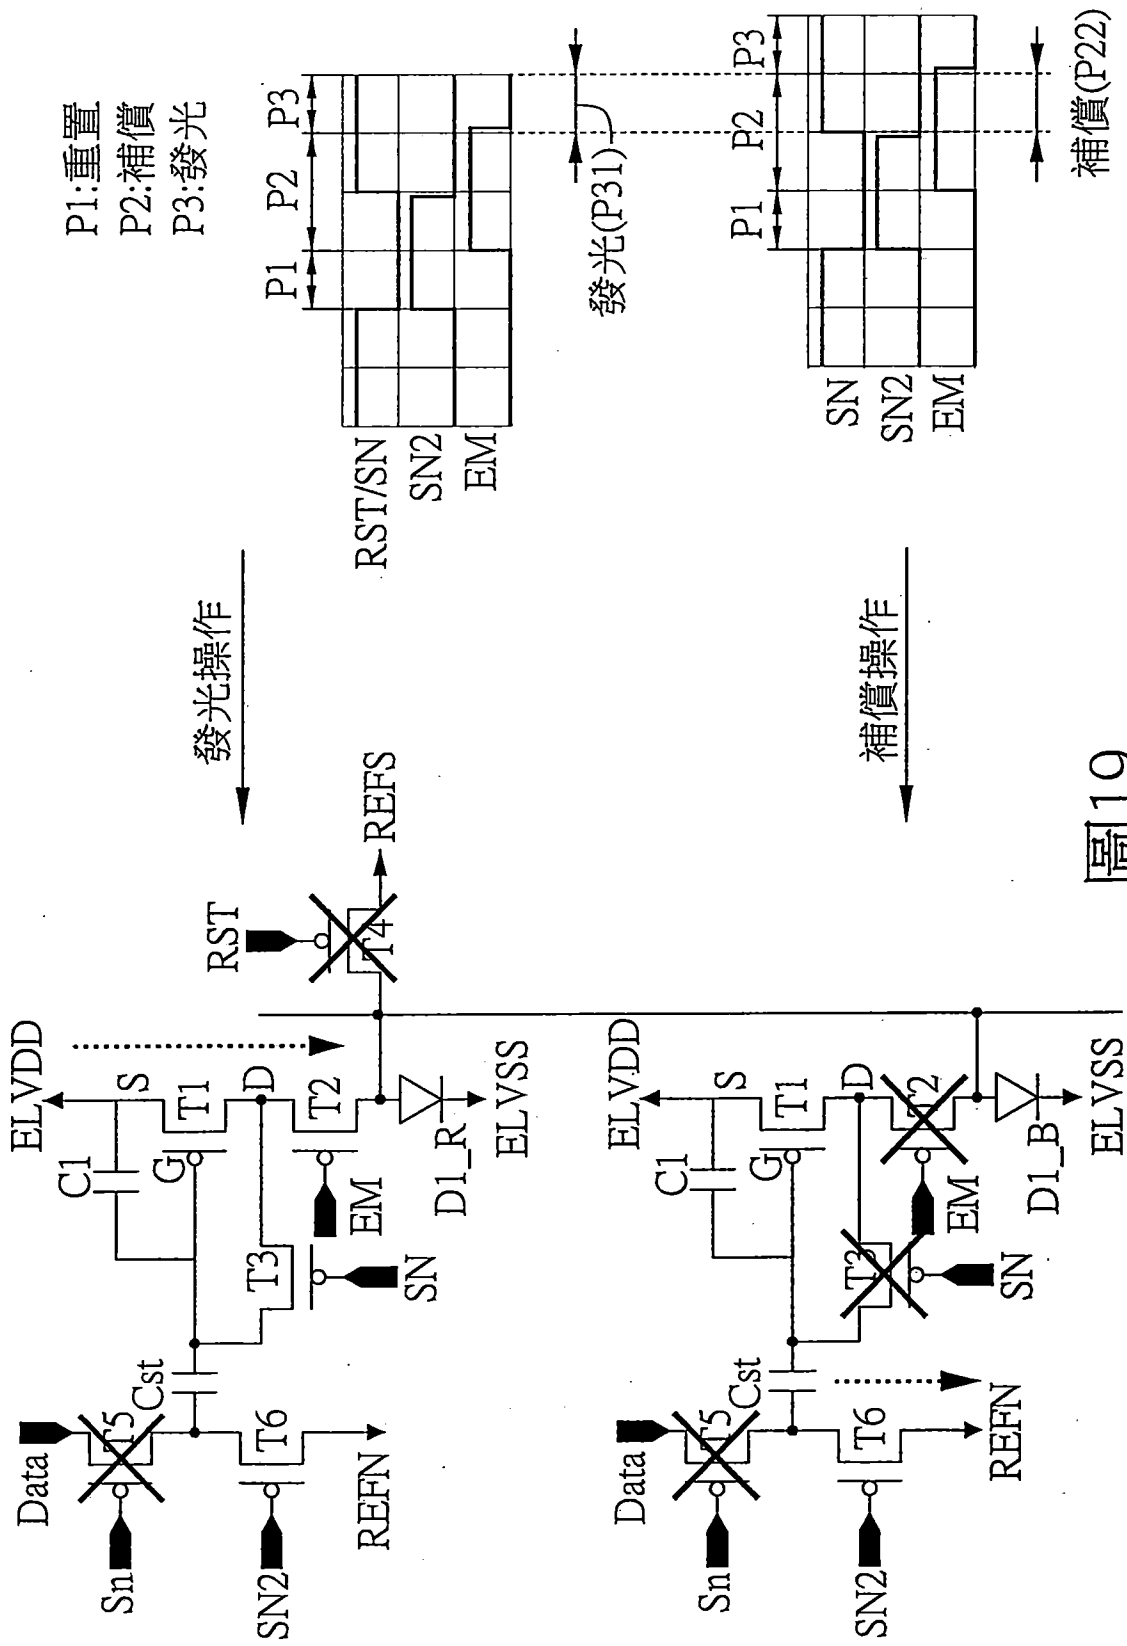 P1:重置
P2:補償
P3:發光
P1
P2
P3
RST/SN
SN2
EM
發光(P31)
P1
P2
P3
SN
SN2
EM
補償(P22)
發光操作
補償操作
ELVDD
S
C1
T1
G
D
T2
EM
T3
SN
D1_R
ELVSS
RST
T4
REFS
Data
T5
Sn
Cst
T6
SN2
REFN
ELVDD
S
C1
T1
G
D
T2
EM
T3
SN
D1_B
ELVSS
Data
T5
Sn
Cst
T6
SN2
REFN
圖19